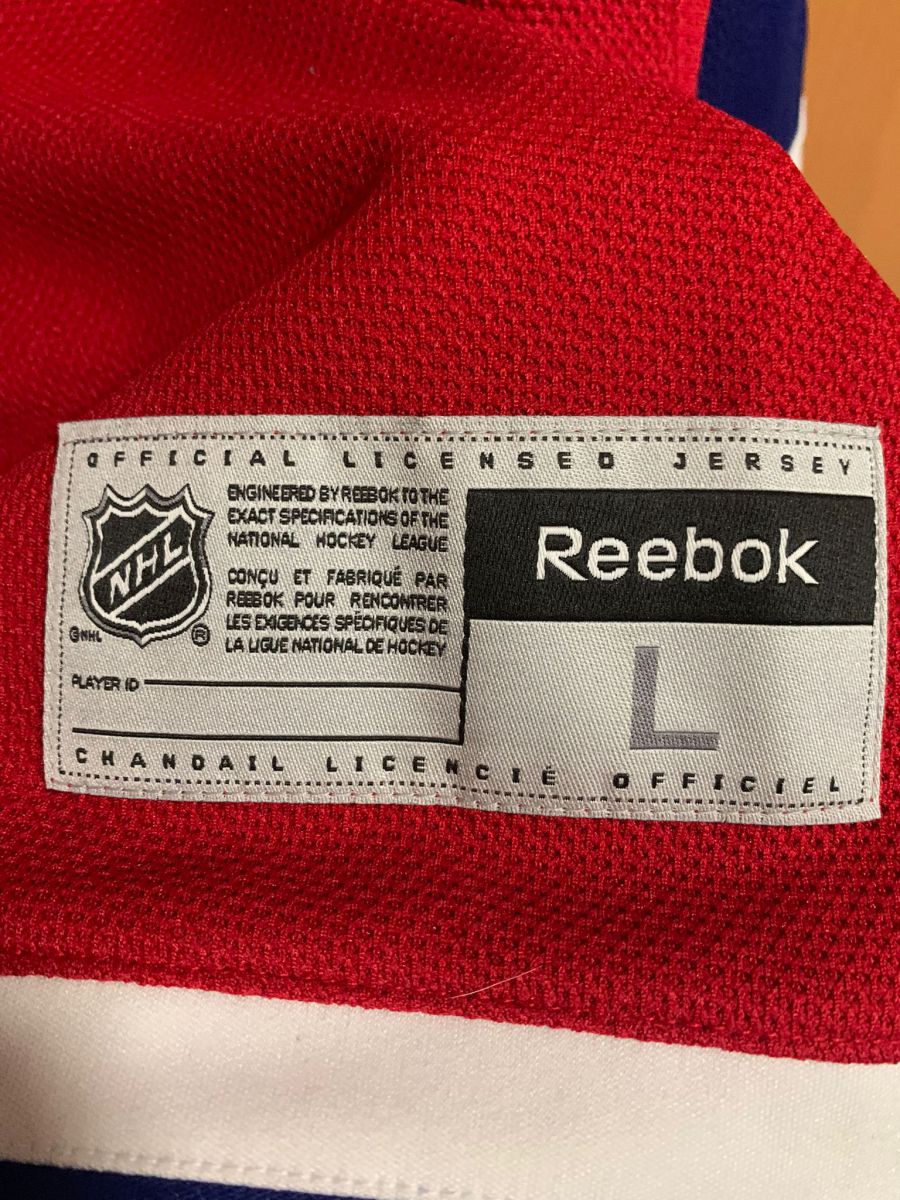 OFFICIAL LICENSED JERSEY
NHL
©NHL ®
ENGINEERED BY REEBOK TO THE
EXACT SPECIFICATIONS OF THE
NATIONAL HOCKEY LEAGUE
CONÇU ET FABRIQUÉ PAR
REEBOK POUR RENCONTRER
LES EXIGENCES SPÉCIFIQUES DE
LA LIGUE NATIONAL DE HOCKEY
Reebok
L
PLAYER ID
CHANDAIL LICENCIÉ OFFICIEL